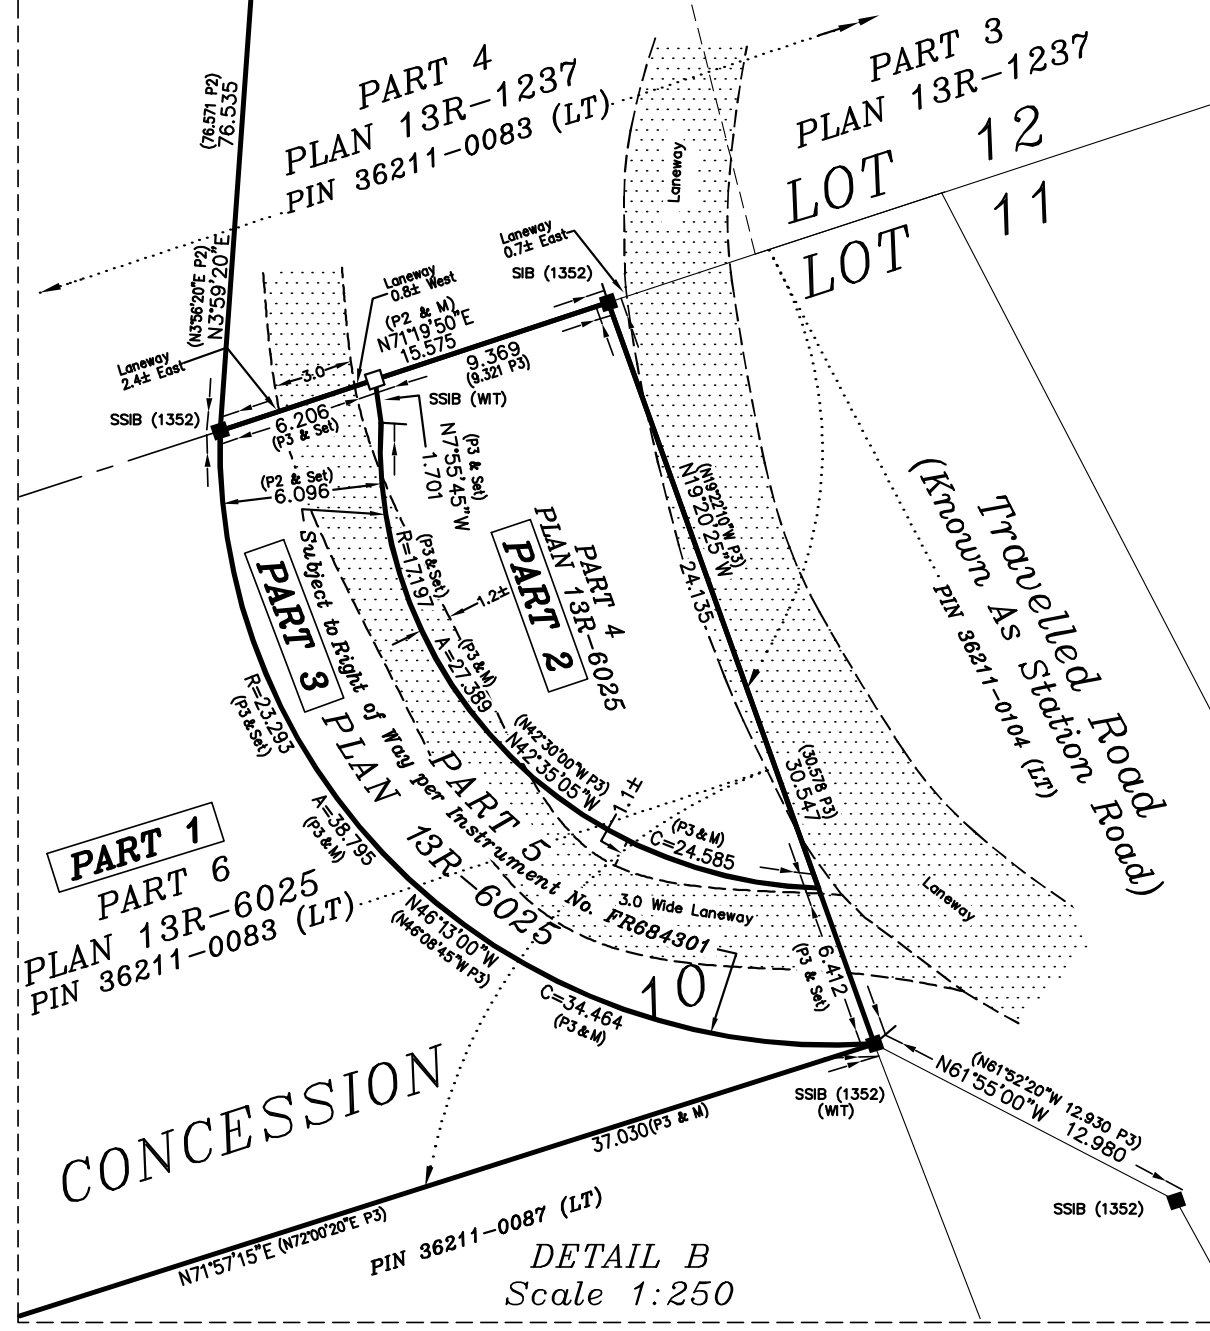 PART 4
PLAN 13R-1237
PIN 36211-0083 (LT)
PART 3
PLAN 13R-1237
LOT 12
LOT 11
Laneway
(76.571 P2)
76.535
(N3°56'20"E P2)
N3°59'20"E
Laneway
2.4± East
Laneway
0.8± West
Laneway
0.7± East
SIB (1352)
(P2 & M)
N71°19'50"E
15.575
9.369
(9.321 P3)
3.0
SSIB (1352)
6.206
(P3 & Set)
SSIB (WIT)
(P2 & Set)
6.096
(P3 & Set)
N7°55'45"W
1.701
(P3 & Set)
R=17.197
1.2±
(P3 & M)
A=27.389
PART 4
PLAN 13R-6025
PART 2
(N19°22'10"W P3)
N19°20'25"W
24.135
Travelled Road
(Known As Station Road)
PIN 36211-0104 (LT)
PART 3
Subject to Right of Way per Instrument No. FR684301
PART 5
PLAN 13R-6025
R=23.293
(P3 & Set)
A=38.795
(P3 & M)
(N42°30'00"W P3)
N42°35'05"W
1.1±
(P3 & M)
C=24.585
(30.578 P3)
30.547
PART 1
PART 6
PLAN 13R-6025
PIN 36211-0083 (LT)
3.0 Wide Laneway
Laneway
N46°13'00"W
(N46°08'45"W P3)
C=34.464
(P3 & M)
6.412
(P3 & Set)
CONCESSION 10
SSIB (1352)
(WIT)
(N61°52'20"W 12.930 P3)
N61°55'00"W 12.980
SSIB (1352)
37.030(P3 & M)
N71°57'15"E (N72°00'20"E P3)
PIN 36211-0087 (LT)
DETAIL B
Scale 1:250